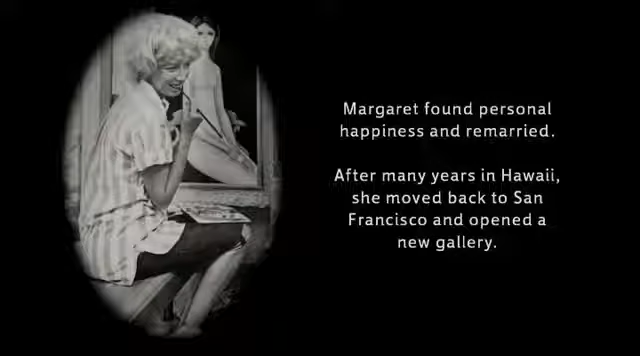 Margaret found personal
happiness and remarried.
After many years in Hawaii,
she moved back to San
Francisco and opened a
new gallery.